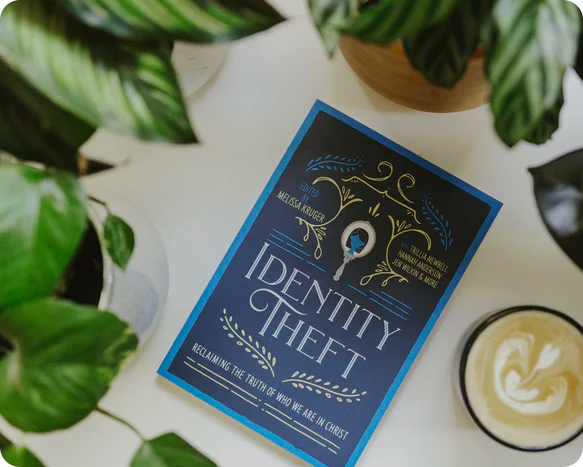 EDITED
BY
MELISSA KRUGER
WITH TRILLIA NEWBELL
HANNAH ANDERSON
JEN WILKIN & MORE
IDENTITY
THEFT
RECLAIMING THE TRUTH OF WHO WE ARE IN CHRIST